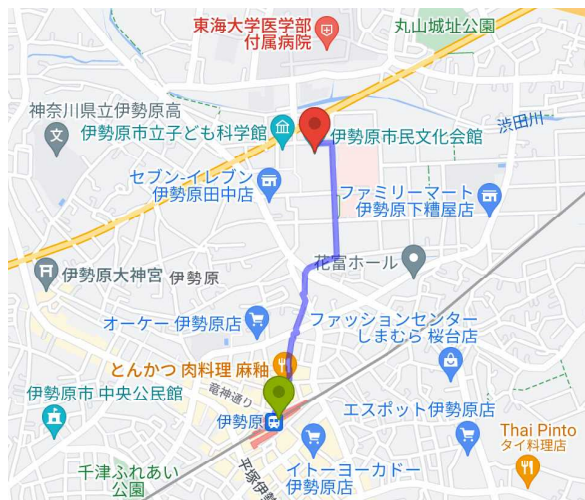 東海大学医学部
付属病院
丸山城址公園
神奈川県立伊勢原高
伊勢原市立子ども科学館
伊勢原市民文化会館
渋田川
セブン-イレブン
伊勢原田中店
ファミリーマート
伊勢原下糟屋店
伊勢原大神宮
伊勢原
花富ホール
オーケー 伊勢原店
ファッションセンター
しまむら 桜台店
とんかつ 肉料理 麻釉
竜神通り
伊勢原市 中央公民館
伊勢原
エスポット伊勢原店
Thai Pinto
タイ料理店
イトーヨーカドー
伊勢原店
平塚伊勢
千津ふれあい
公園